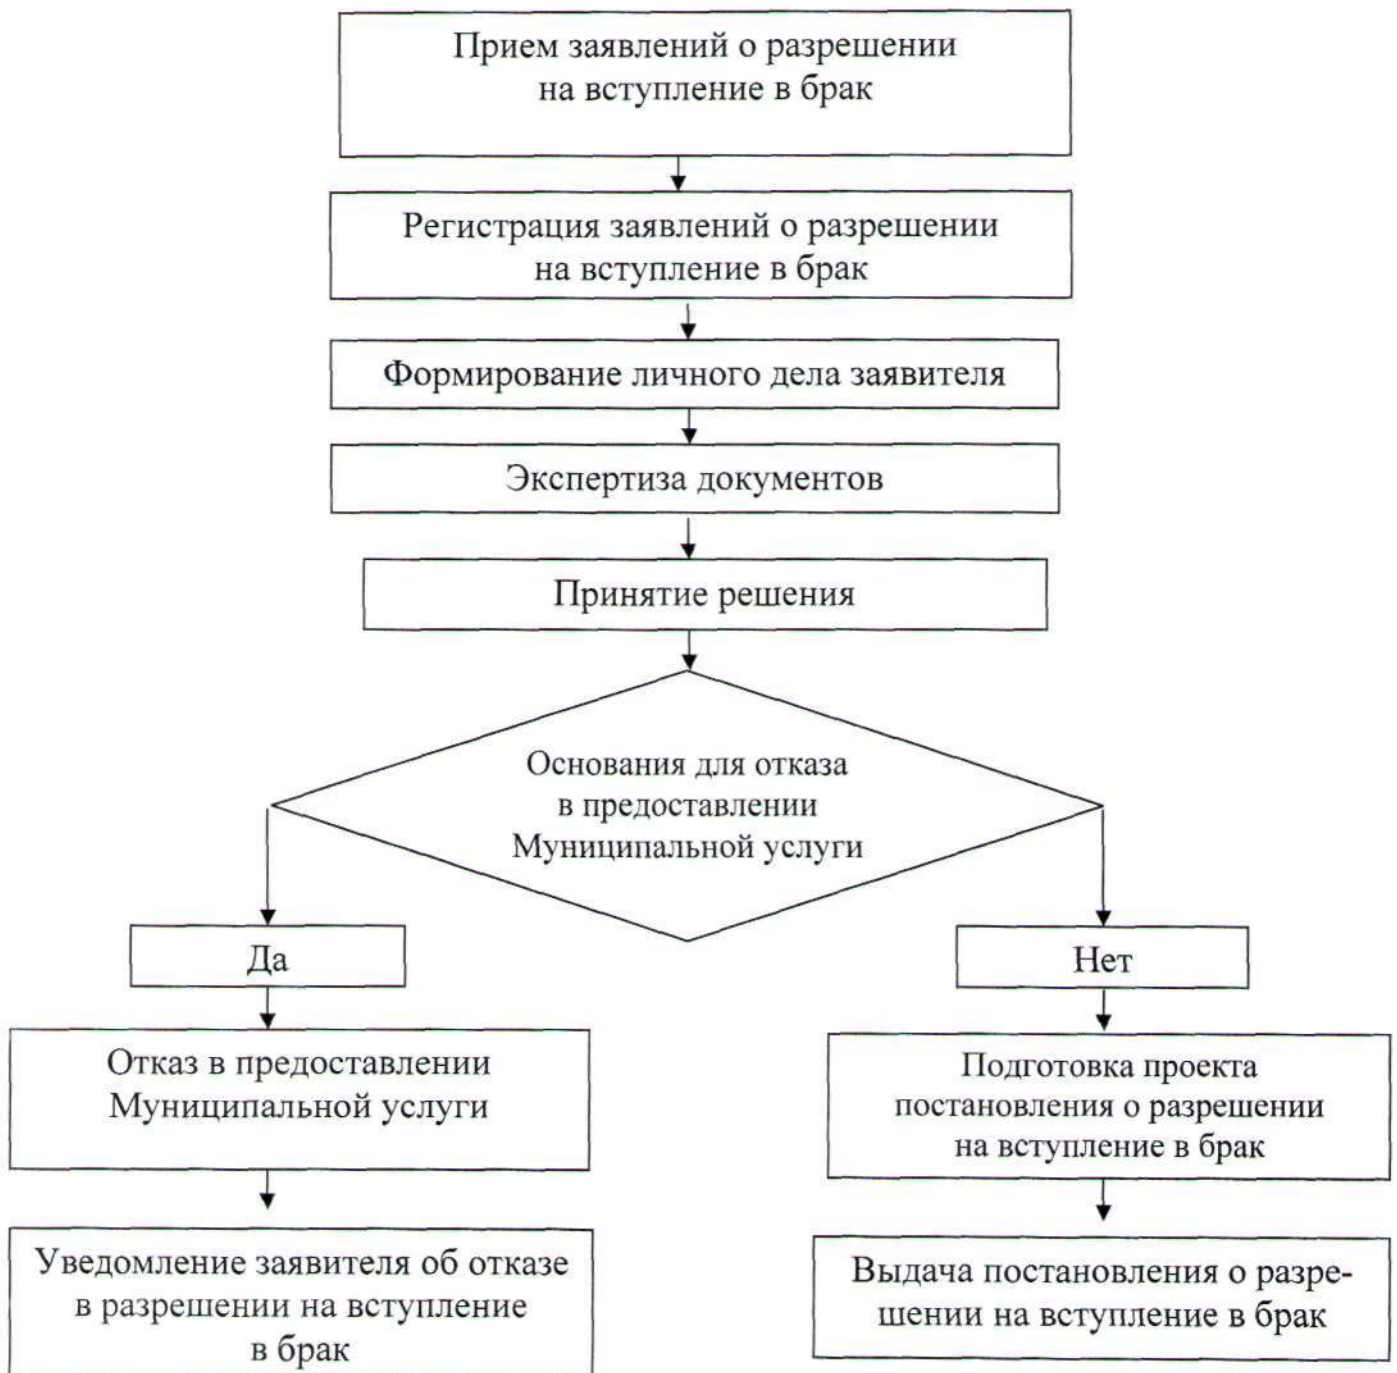 Прием заявлений о разрешении
на вступление в брак
Регистрация заявлений о разрешении
на вступление в брак
Формирование личного дела заявителя
Экспертиза документов
Принятие решения
Основания для отказа
в предоставлении
Муниципальной услуги
Да
Нет
Отказ в предоставлении
Муниципальной услуги
Подготовка проекта
постановления о разрешении
на вступление в брак
Уведомление заявителя об отказе
в разрешении на вступление
в брак
Выдача постановления о разре-
шении на вступление в брак